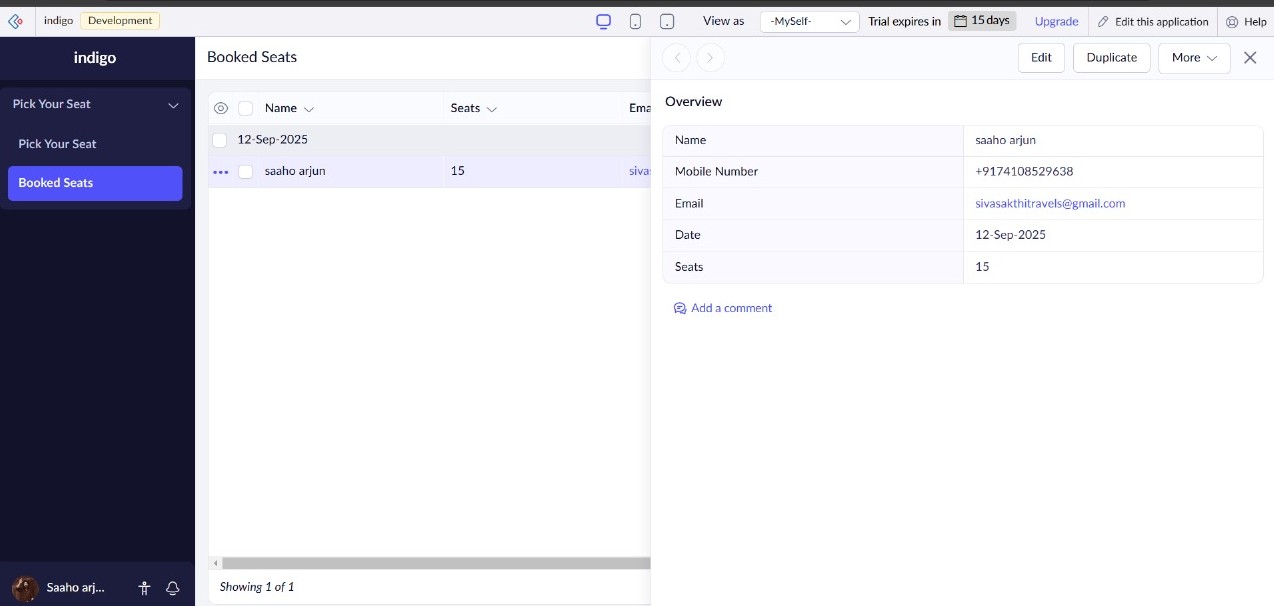 indigo Development View as -MySelf- Trial expires in 15 days Upgrade Edit this application Help
indigo
Pick Your Seat
Pick Your Seat
Booked Seats
Saaho arj...
Booked Seats
Name Seats Ema
12-Sep-2025
saaho arjun 15 siva
Showing 1 of 1
Edit Duplicate More
Overview
Name saaho arjun
Mobile Number +9174108529638
Email sivasakthitravels@gmail.com
Date 12-Sep-2025
Seats 15
Add a comment